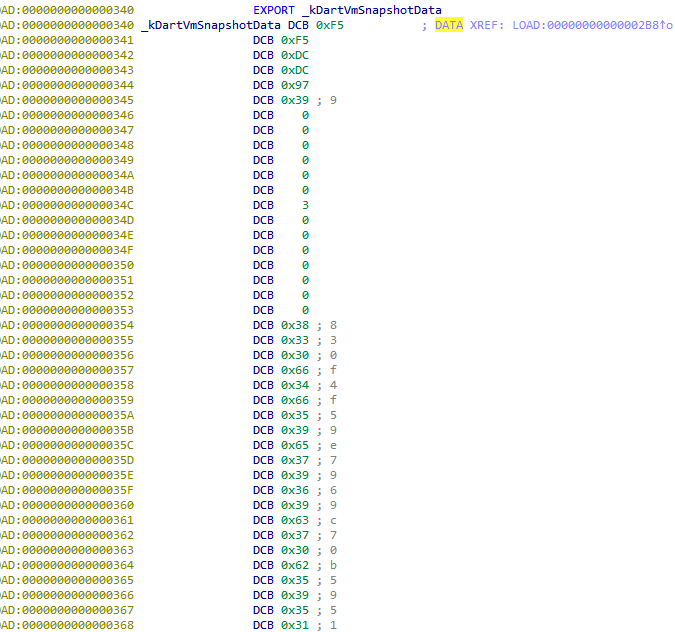 AD:0000000000000340 EXPORT _kDartVmSnapshotData
AD:0000000000000340 _kDartVmSnapshotData DCB 0xF5 ; DATA XREF: LOAD:00000000000002B8↑o
AD:0000000000000341 DCB 0xF5
AD:0000000000000342 DCB 0xDC
AD:0000000000000343 DCB 0xDC
AD:0000000000000344 DCB 0x97
AD:0000000000000345 DCB 0x39 ; 9
AD:0000000000000346 DCB 0
AD:0000000000000347 DCB 0
AD:0000000000000348 DCB 0
AD:0000000000000349 DCB 0
AD:000000000000034A DCB 0
AD:000000000000034B DCB 0
AD:000000000000034C DCB 3
AD:000000000000034D DCB 0
AD:000000000000034E DCB 0
AD:000000000000034F DCB 0
AD:0000000000000350 DCB 0
AD:0000000000000351 DCB 0
AD:0000000000000352 DCB 0
AD:0000000000000353 DCB 0
AD:0000000000000354 DCB 0x38 ; 8
AD:0000000000000355 DCB 0x33 ; 3
AD:0000000000000356 DCB 0x30 ; 0
AD:0000000000000357 DCB 0x66 ; f
AD:0000000000000358 DCB 0x34 ; 4
AD:0000000000000359 DCB 0x66 ; f
AD:000000000000035A DCB 0x35 ; 5
AD:000000000000035B DCB 0x39 ; 9
AD:000000000000035C DCB 0x65 ; e
AD:000000000000035D DCB 0x37 ; 7
AD:000000000000035E DCB 0x39 ; 9
AD:000000000000035F DCB 0x36 ; 6
AD:0000000000000360 DCB 0x39 ; 9
AD:0000000000000361 DCB 0x63 ; c
AD:0000000000000362 DCB 0x37 ; 7
AD:0000000000000363 DCB 0x30 ; 0
AD:0000000000000364 DCB 0x62 ; b
AD:0000000000000365 DCB 0x35 ; 5
AD:0000000000000366 DCB 0x39 ; 9
AD:0000000000000367 DCB 0x35 ; 5
AD:0000000000000368 DCB 0x31 ; 1